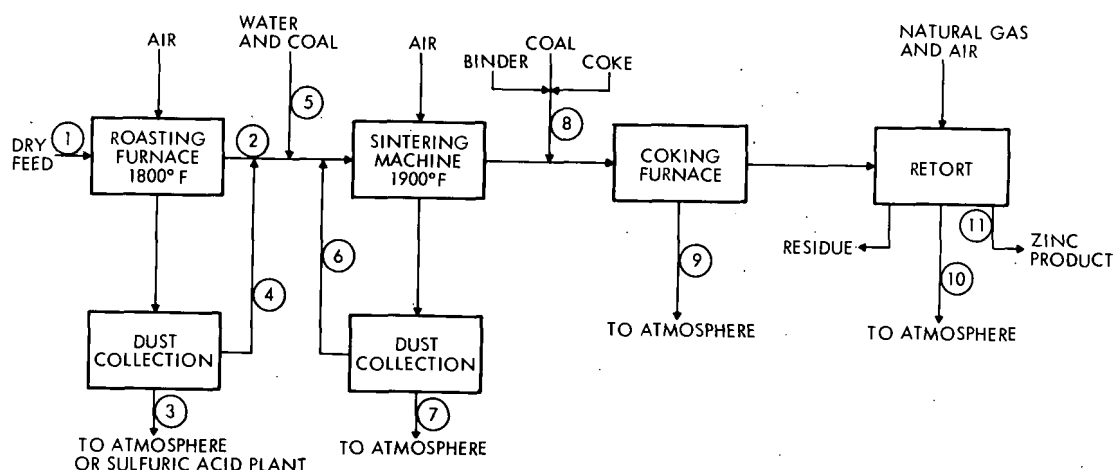 WATER
AND COAL
NATURAL GAS
AND AIR
AIR
AIR
COAL
BINDER
COKE
5
8
1
DRY
FEED
ROASTING
FURNACE
1800° F
2
SINTERING
MACHINE
1900° F
COKING
FURNACE
RETORT
11
RESIDUE
ZINC
PRODUCT
6
9
4
10
DUST
COLLECTION
DUST
COLLECTION
TO ATMOSPHERE
TO ATMOSPHERE
3
7
TO ATMOSPHERE
OR SULFURIC ACID PLANT
TO ATMOSPHERE